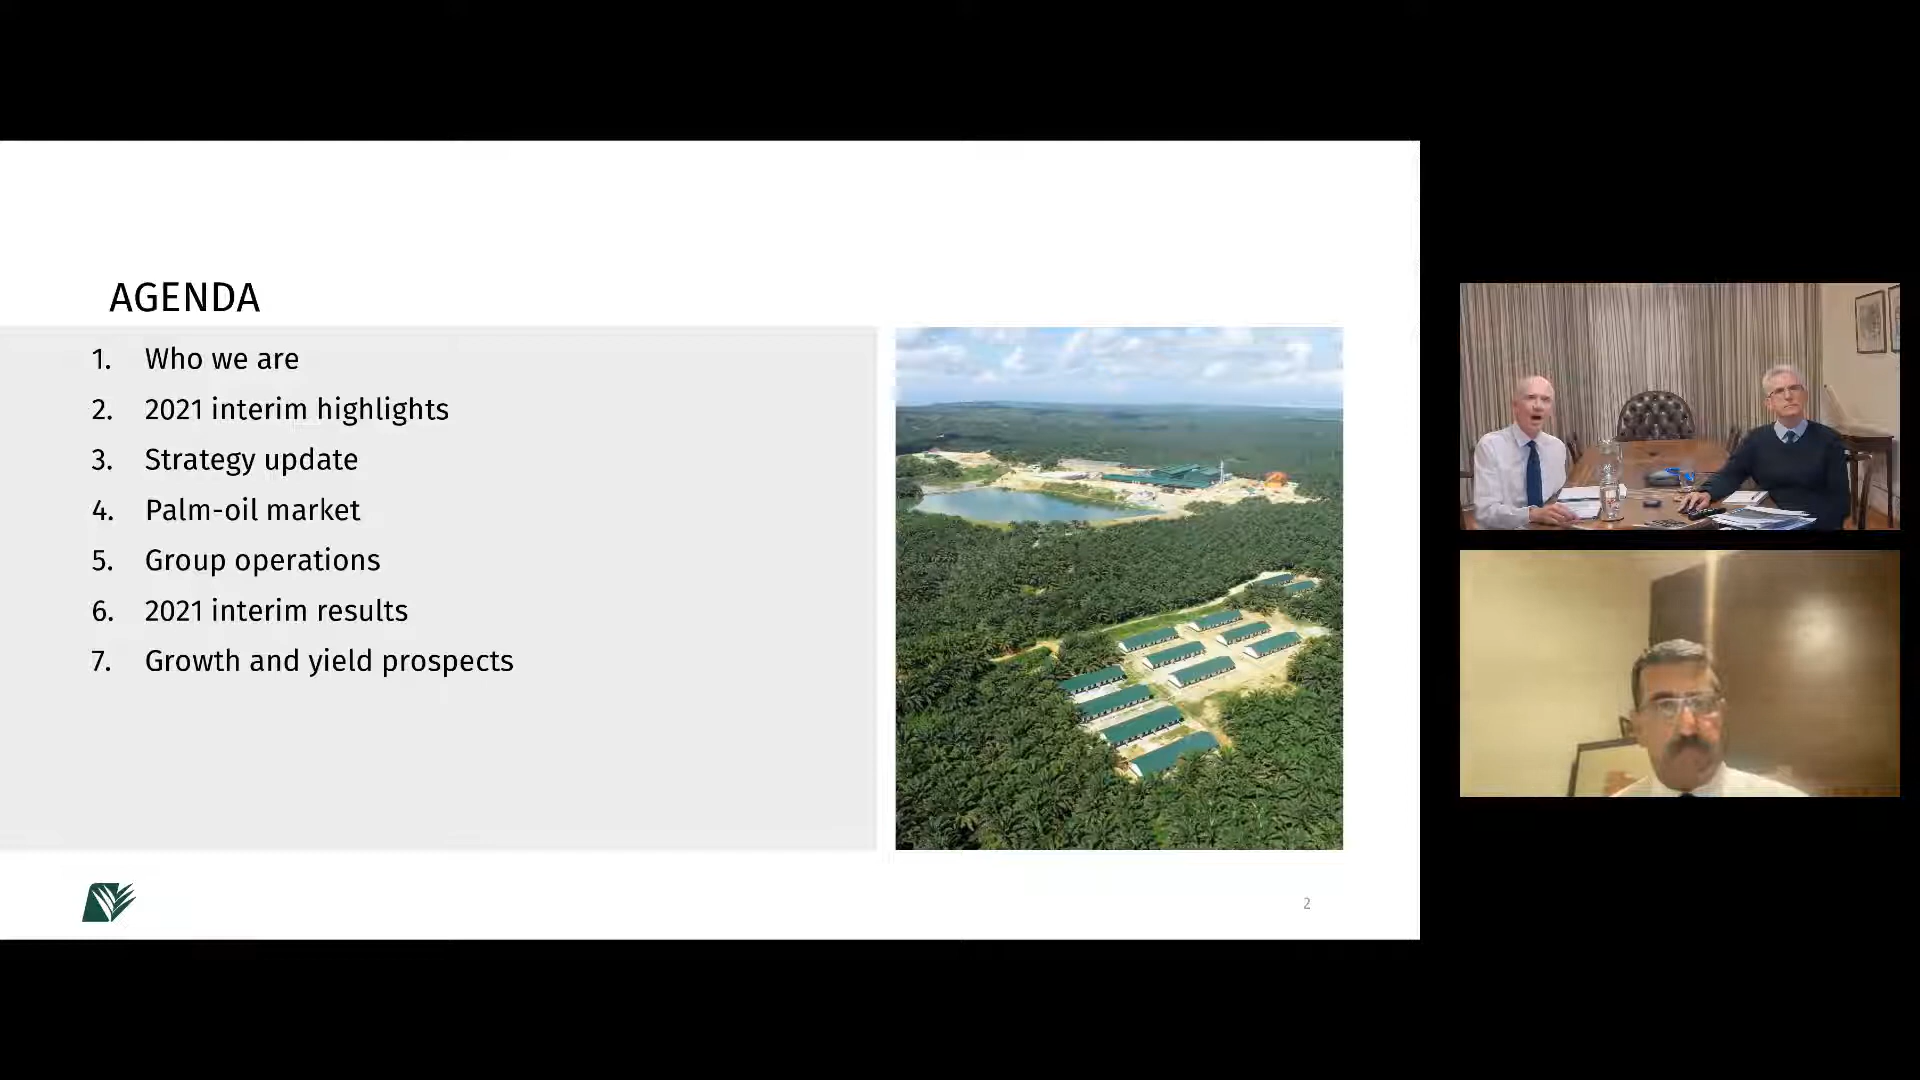 AGENDA
1. Who we are
2. 2021 interim highlights
3. Strategy update
4. Palm-oil market
5. Group operations
6. 2021 interim results
7. Growth and yield prospects
2